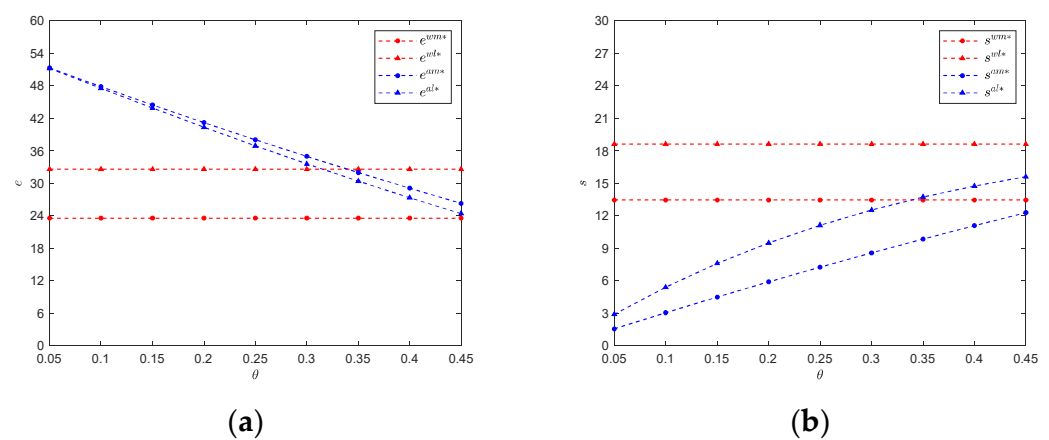 60
54
48
42
36
30
24
18
12
6
0
e
0.05 0.1 0.15 0.2 0.25 0.3 0.35 0.4 0.45
θ
e^{wm*}
e^{wl*}
e^{am*}
e^{al*}
(a)
30
27
24
21
18
15
12
9
6
3
0
s
0.05 0.1 0.15 0.2 0.25 0.3 0.35 0.4 0.45
θ
s^{wm*}
s^{wl*}
s^{am*}
s^{al*}
(b)